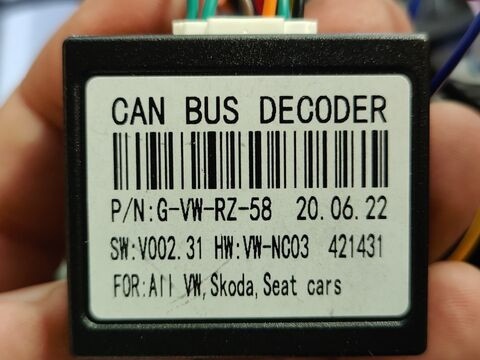 CAN BUS DECODER
P/N:G-VW-RZ-58 20.06.22
SW:V002.31 HW:VW-NC03 421431
FOR:All VW,Skoda,Seat cars